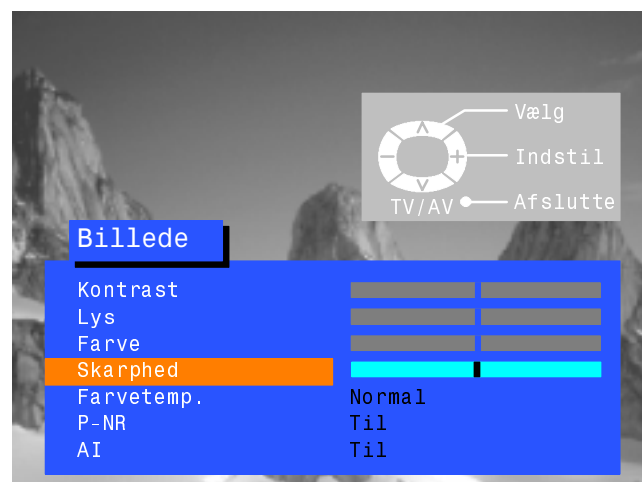 Vælg
Indstil
TV/AV Afslutte
Billede
Kontrast
Lys
Farve
Skarphed
Farvetemp. Normal
P-NR Til
AI Til